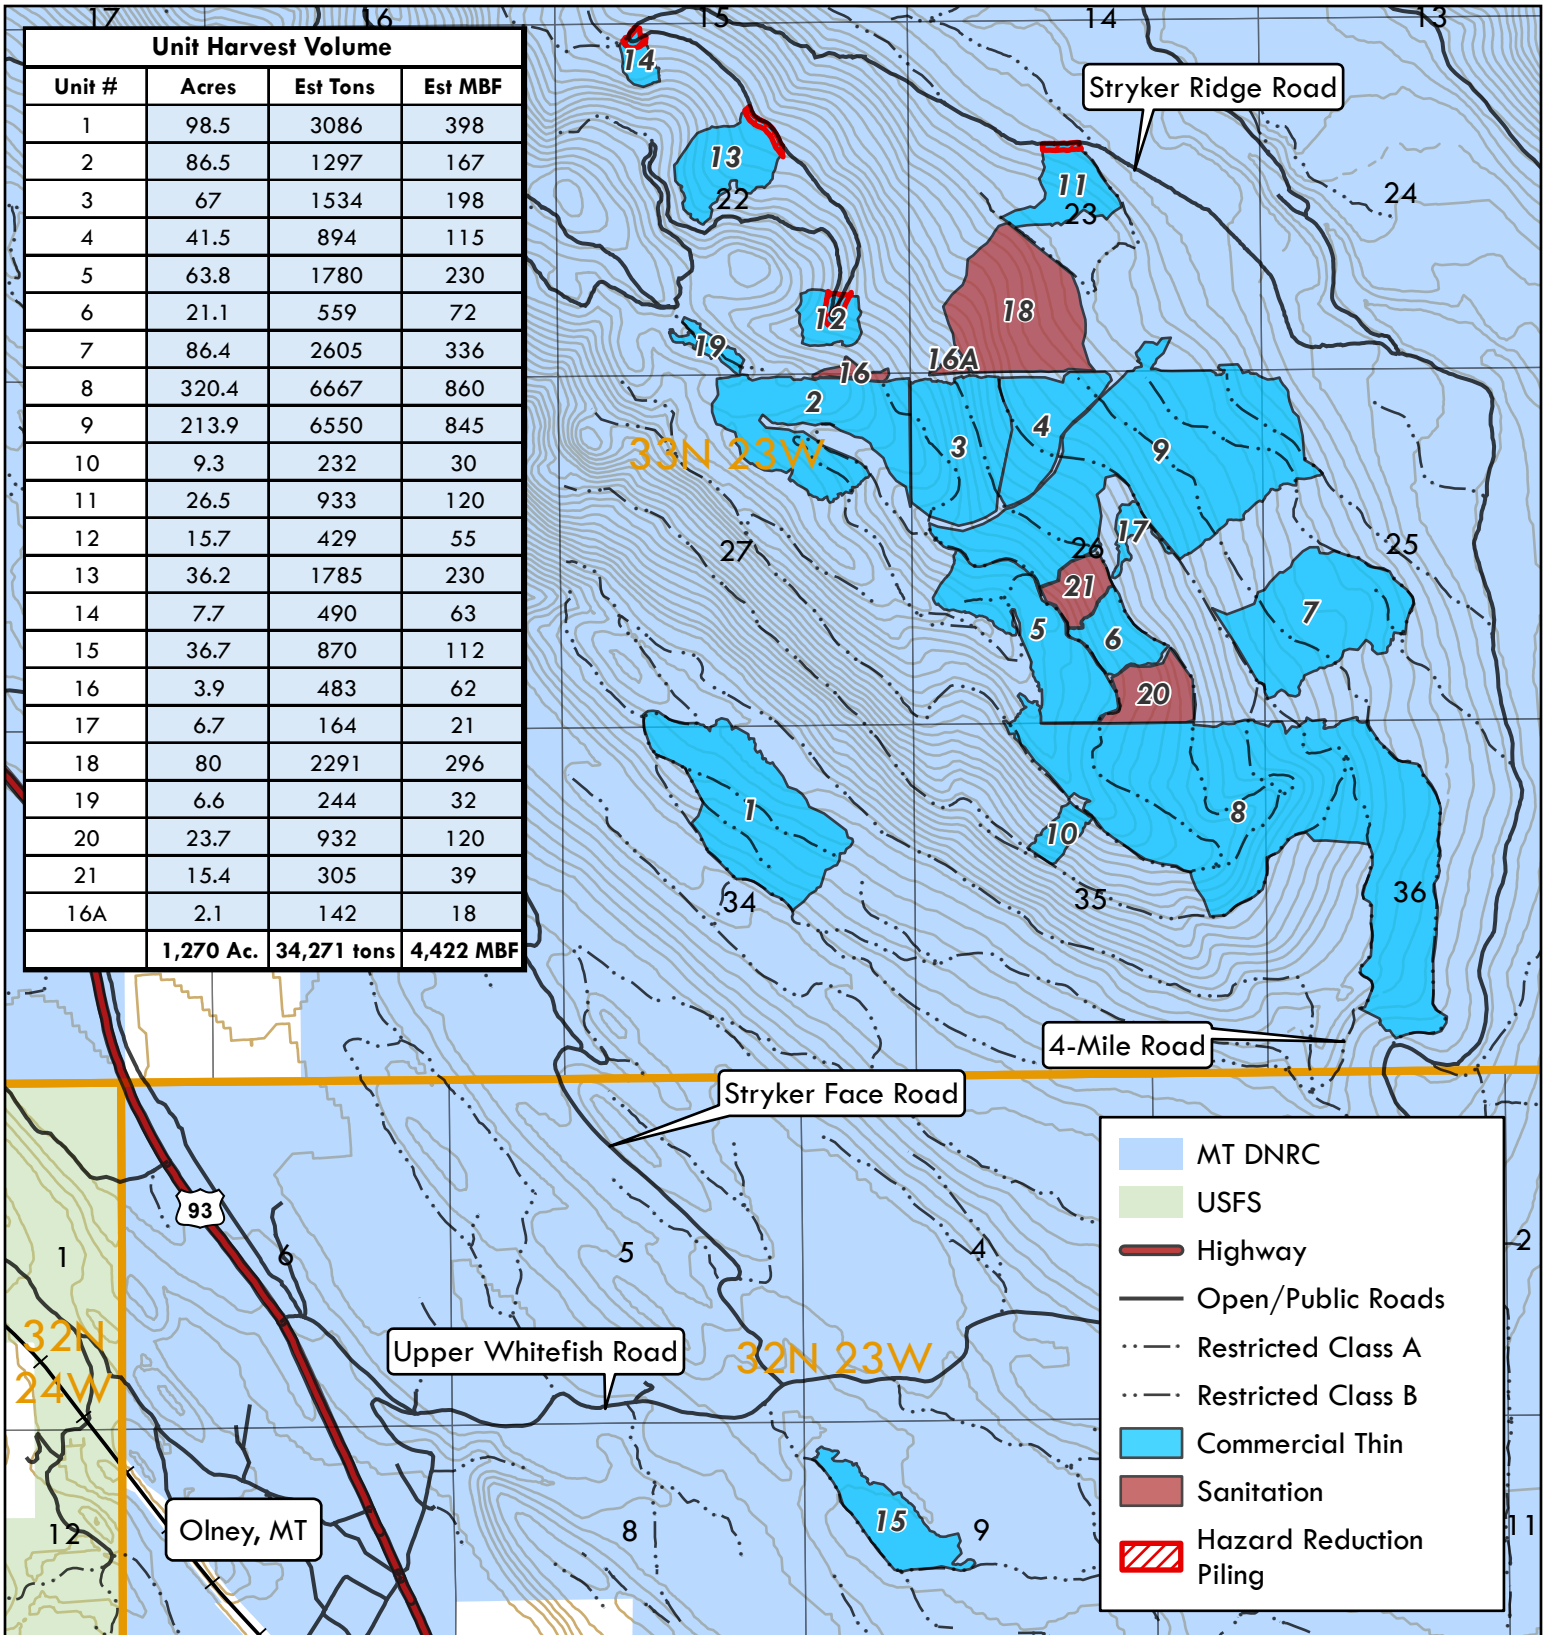 17
16
15
14
13
Unit Harvest Volume
Unit # Acres Est Tons Est MBF
1 98.5 3086 398
2 86.5 1297 167
3 67 1534 198
4 41.5 894 115
5 63.8 1780 230
6 21.1 559 72
7 86.4 2605 336
8 320.4 6667 860
9 213.9 6550 845
10 9.3 232 30
11 26.5 933 120
12 15.7 429 55
13 36.2 1785 230
14 7.7 490 63
15 36.7 870 112
16 3.9 483 62
17 6.7 164 21
18 80 2291 296
19 6.6 244 32
20 23.7 932 120
21 15.4 305 39
16A 2.1 142 18
1,270 Ac. 34,271 tons 4,422 MBF
14
Stryker Ridge Road
13
22
11
23
24
18
12
19
16
16A
2
33N 23W
3
4
9
27
17
26
25
21
5
6
7
20
1
10
8
34
35
36
4-Mile Road
Stryker Face Road
93
1
6
5
4
2
32N
24W
Upper Whitefish Road
32N 23W
12
Olney, MT
8
15
9
11
MT DNRC
USFS
Highway
Open/Public Roads
Restricted Class A
Restricted Class B
Commercial Thin
Sanitation
Hazard Reduction
Piling